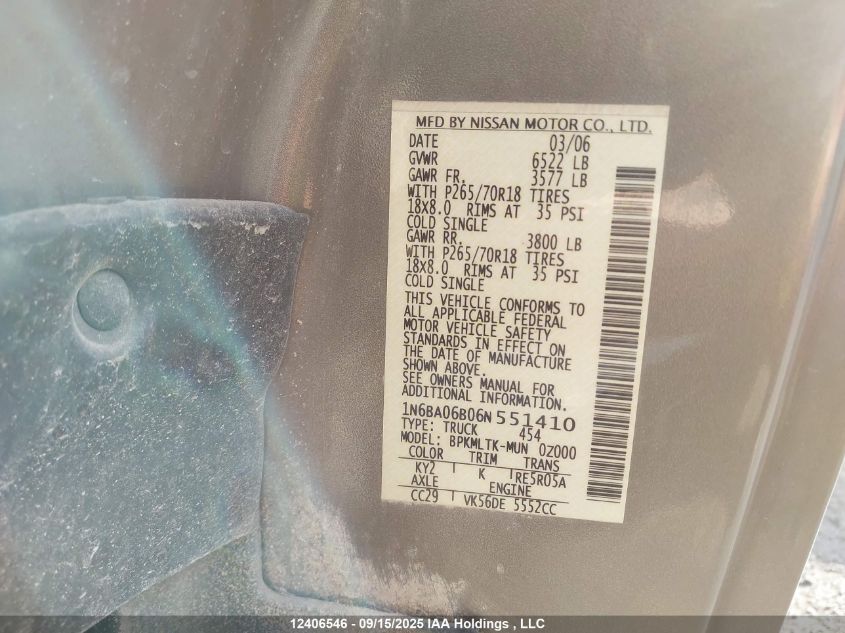 MFD BY NISSAN MOTOR CO., LTD.
DATE 03/06
GVWR 6522 LB
GAWR FR. 3577 LB
WITH P265/70R18 TIRES
18X8.0 RIMS AT 35 PSI
COLD SINGLE
GAWR RR. 3800 LB
WITH P265/70R18 TIRES
18X8.0 RIMS AT 35 PSI
COLD SINGLE
THIS VEHICLE CONFORMS TO
ALL APPLICABLE FEDERAL
MOTOR VEHICLE SAFETY
STANDARDS IN EFFECT ON
THE DATE OF MANUFACTURE
SHOWN ABOVE.
SEE OWNERS MANUAL FOR
ADDITIONAL INFORMATION.
1N6BA06B06N551410
TYPE: TRUCK 454
MODEL: BPKMLTK-MUN 0Z000
COLOR TRIM TRANS
KY2 K RE5R05A
AXLE ENGINE
CC29 VK56DE 5552CC
12406546 - 09/15/2025 IAA Holdings , LLC